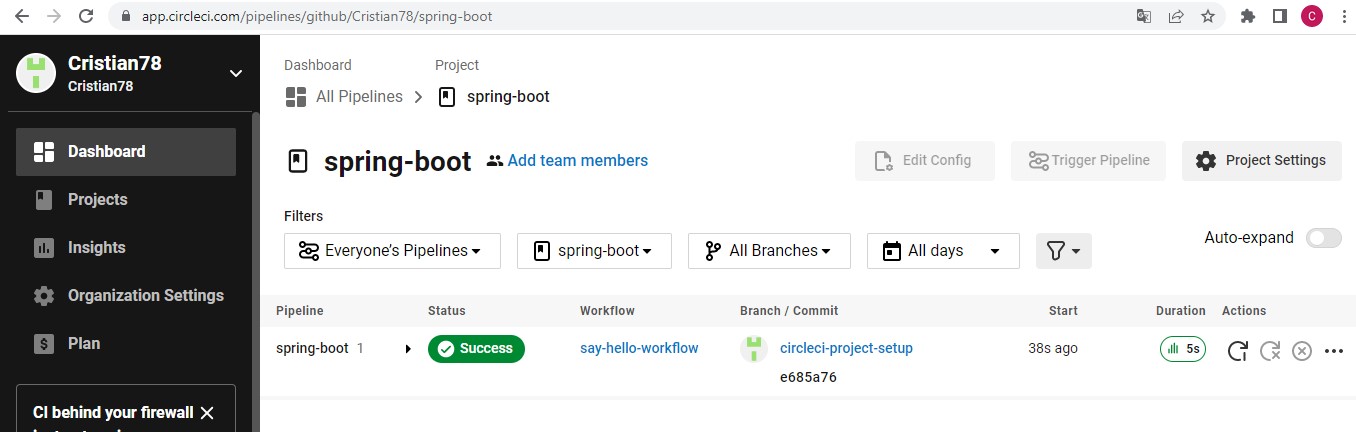 app.circleci.com/pipelines/github/Cristian78/spring-boot
C
Cristian78
Cristian78
Dashboard
Projects
Insights
Organization Settings
Plan
CI behind your firewall
Dashboard Project
All Pipelines spring-boot
spring-boot Add team members Edit Config Trigger Pipeline Project Settings
Filters
Everyone's Pipelines spring-boot All Branches All days Auto-expand
Pipeline Status Workflow Branch / Commit Start Duration Actions
spring-boot 1 Success say-hello-workflow circleci-project-setup 38s ago 5s
e685a76